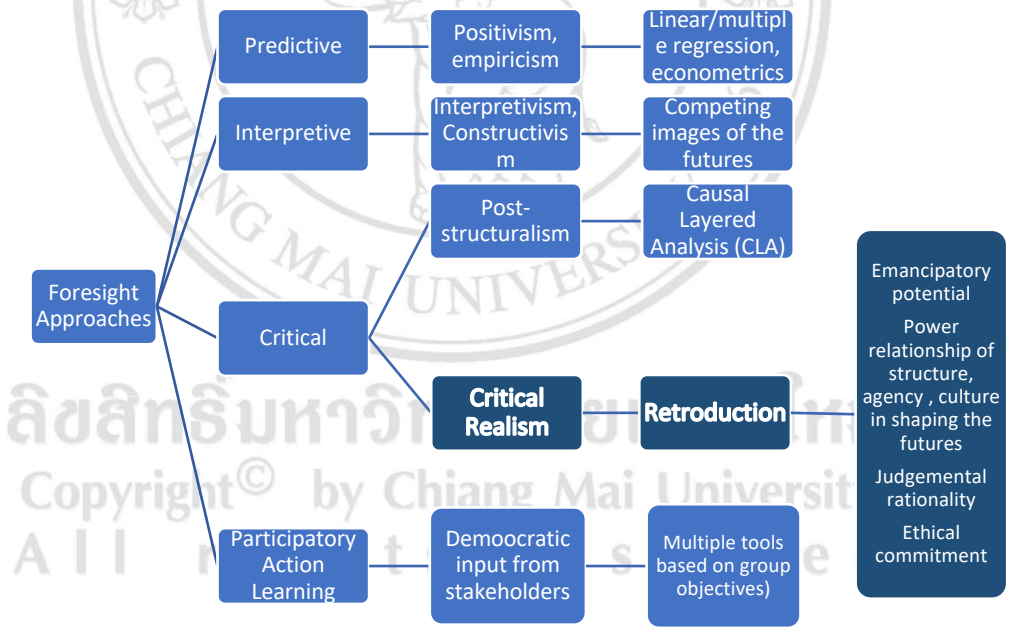 Predictive
Positivism,
empiricism
Linear/multipl
e regression,
econometrics
Interpretive
Interpretivism,
Constructivis
m
Competing
images of the
futures
Post-
structuralism
Causal
Layered
Analysis (CLA)
Foresight
Approaches
Critical
Critical
Realism
Retroduction
Emancipatory
potential
Power
relationship of
structure,
agency , culture
in shaping the
futures
Judgemental
rationality
Ethical
commitment
Participatory
Action
Learning
Demoocratic
input from
stakeholders
Multiple tools
based on group
objectives)
CHIANG MAI UNIVERS
Copyright© by Chiang Mai Universit
All